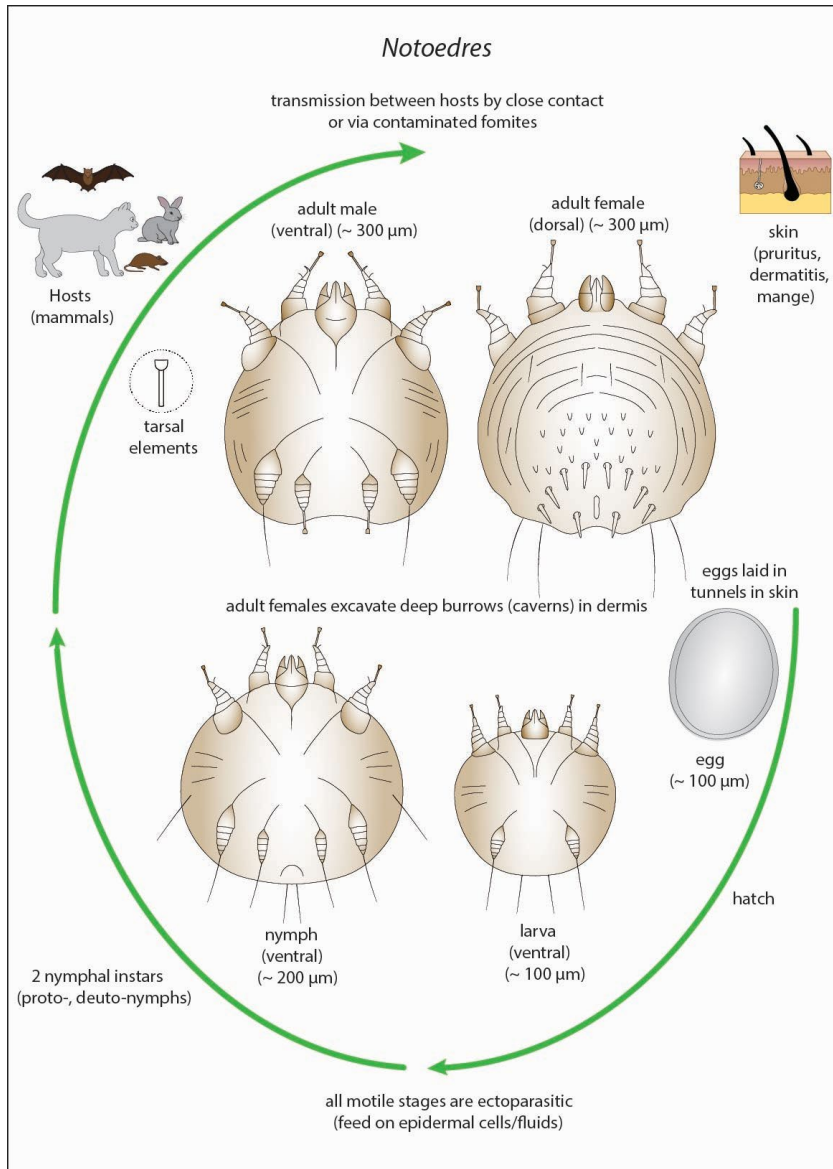 Notoedres
transmission between hosts by close contact
or via contaminated fomites
adult male
(ventral) (~ 300 µm)
adult female
(dorsal) (~ 300 µm)
skin
(pruritus,
dermatitis,
mange)
Hosts
(mammals)
tarsal
elements
eggs laid in
tunnels in skin
adult females excavate deep burrows (caverns) in dermis
egg
(~ 100 µm)
hatch
nymph
(ventral)
(~ 200 µm)
larva
(ventral)
(~ 100 µm)
2 nymphal instars
(proto-, deuto-nymphs)
all motile stages are ectoparasitic
(feed on epidermal cells/fluids)